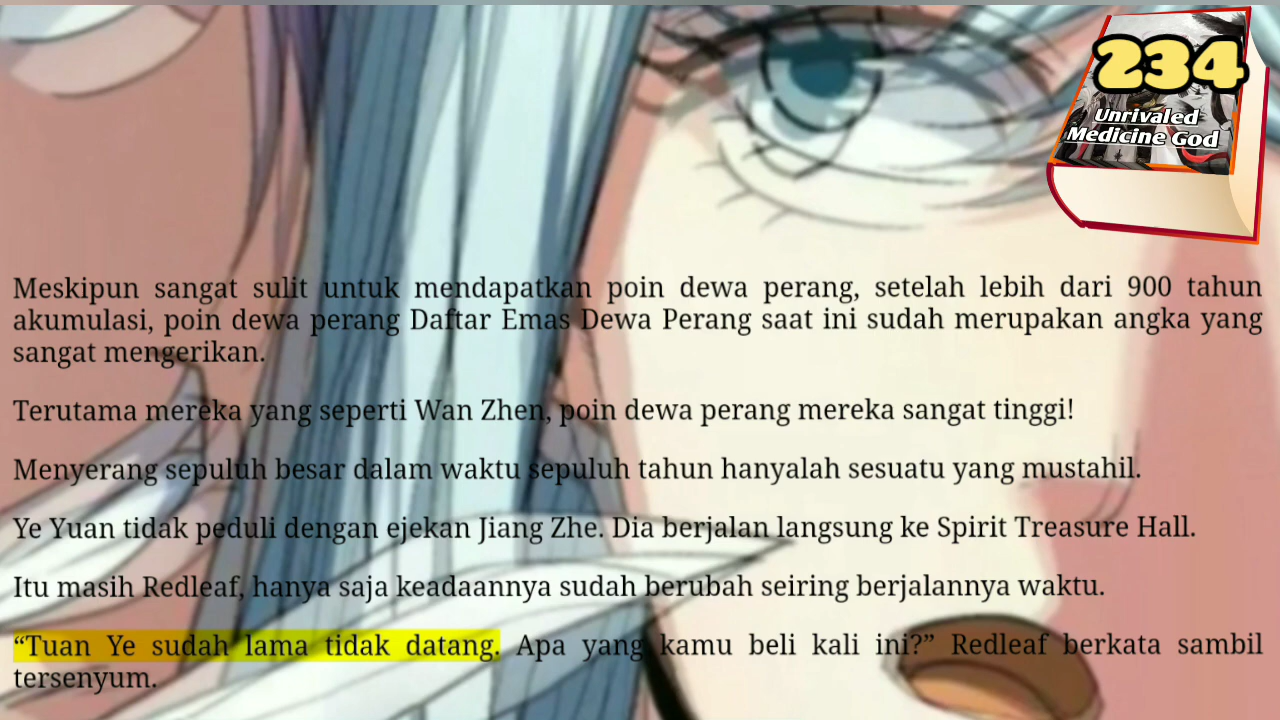 234
Unrivaled
Medicine God
Meskipun sangat sulit untuk mendapatkan poin dewa perang, setelah lebih dari 900 tahun
akumulasi, poin dewa perang Daftar Emas Dewa Perang saat ini sudah merupakan angka yang
sangat mengerikan.
Terutama mereka yang seperti Wan Zhen, poin dewa perang mereka sangat tinggi!
Menyerang sepuluh besar dalam waktu sepuluh tahun hanyalah sesuatu yang mustahil.
Ye Yuan tidak peduli dengan ejekan Jiang Zhe. Dia berjalan langsung ke Spirit Treasure Hall.
Itu masih Redleaf, hanya saja keadaannya sudah berubah seiring berjalannya waktu.
“Tuan Ye sudah lama tidak datang. Apa yang kamu beli kali ini?” Redleaf berkata sambil
tersenyum.